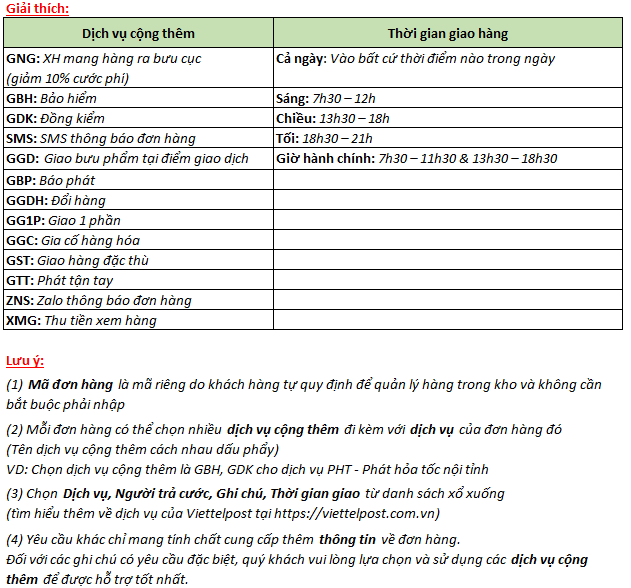 Giải thích:
Dịch vụ cộng thêm Thời gian giao hàng
GNG: XH mang hàng ra bưu cục Cả ngày: Vào bất cứ thời điểm nào trong ngày
(giảm 10% cước phí)
GBH: Bảo hiểm Sáng: 7h30 – 12h
GDK: Đồng kiểm Chiều: 13h30 – 18h
SMS: SMS thông báo đơn hàng Tối: 18h30 – 21h
GGD: Giao bưu phẩm tại điểm giao dịch Giờ hành chính: 7h30 – 11h30 & 13h30 – 18h30
GBP: Báo phát
GGDH: Đổi hàng
GG1P: Giao 1 phần
GGC: Gia cố hàng hóa
GST: Giao hàng đặc thù
GTT: Phát tận tay
ZNS: Zalo thông báo đơn hàng
XMG: Thu tiền xem hàng
Lưu ý:
(1) Mã đơn hàng là mã riêng do khách hàng tự quy định để quản lý hàng trong kho và không cần
bắt buộc phải nhập
(2) Mỗi đơn hàng có thể chọn nhiều dịch vụ cộng thêm đi kèm với dịch vụ của đơn hàng đó
(Tên dịch vụ cộng thêm cách nhau dấu phẩy)
VD: Chọn dịch vụ cộng thêm là GBH, GDK cho dịch vụ PHT - Phát hỏa tốc nội tỉnh
(3) Chọn Dịch vụ, Người trả cước, Ghi chú, Thời gian giao từ danh sách xổ xuống
(tìm hiểu thêm về dịch vụ của Viettelpost tại https://viettelpost.com.vn)
(4) Yêu cầu khác chỉ mang tính chất cung cấp thêm thông tin về đơn hàng.
Đối với các ghi chú có yêu cầu đặc biệt, quý khách vui lòng lựa chọn và sử dụng các dịch vụ cộng
thêm để được hỗ trợ tốt nhất.